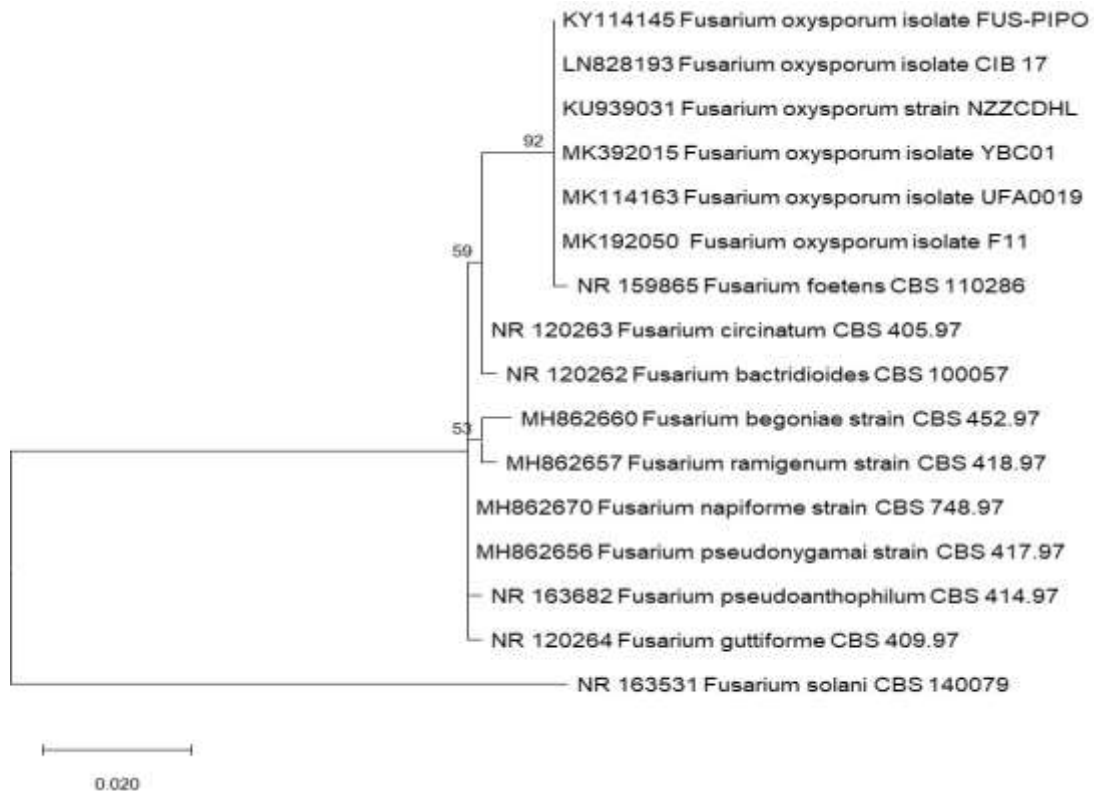 KY114145 Fusarium oxysporum isolate FUS-PIPO
LN828193 Fusarium oxysporum isolate CIB 17
KU939031 Fusarium oxysporum strain NZZCDHL
92
MK392015 Fusarium oxysporum isolate YBC01
MK114163 Fusarium oxysporum isolate UFA0019
MK192050 Fusarium oxysporum isolate F11
59
NR 159865 Fusarium foetens CBS 110286
NR 120263 Fusarium circinatum CBS 405.97
NR 120262 Fusarium bactridioides CBS 100057
MH862660 Fusarium begoniae strain CBS 452.97
53
MH862657 Fusarium ramigenum strain CBS 418.97
MH862670 Fusarium napiforme strain CBS 748.97
MH862656 Fusarium pseudonygamai strain CBS 417.97
NR 163682 Fusarium pseudoanthophilum CBS 414.97
NR 120264 Fusarium guttiforme CBS 409.97
NR 163531 Fusarium solani CBS 140079
0.020